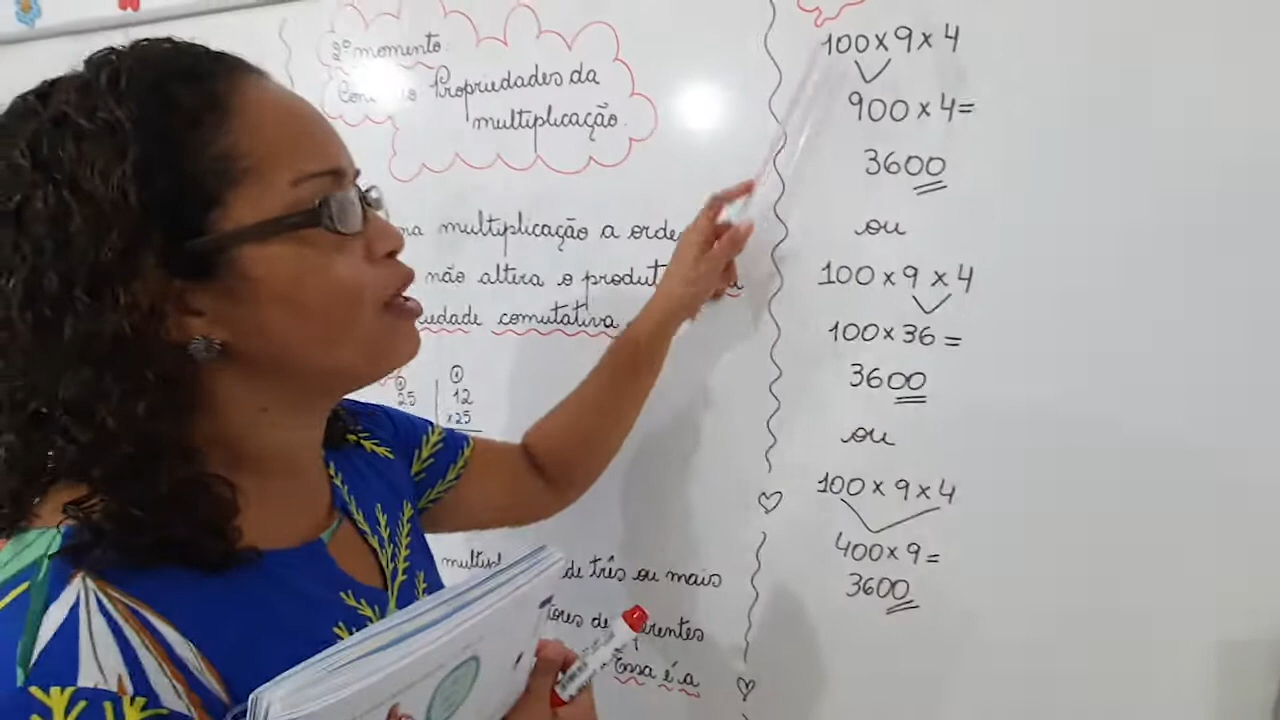 2º momento
Propriedades da
multiplicação.
na multiplicação a orde
não altera o produt
comutativa
25
12
x25
de três ou mais
Essa é a
100 x 9 x 4
900 x 4 =
3600
ou
100 x 9 x 4
100 x 36 =
3600
ou
100 x 9 x 4
400 x 9 =
3600